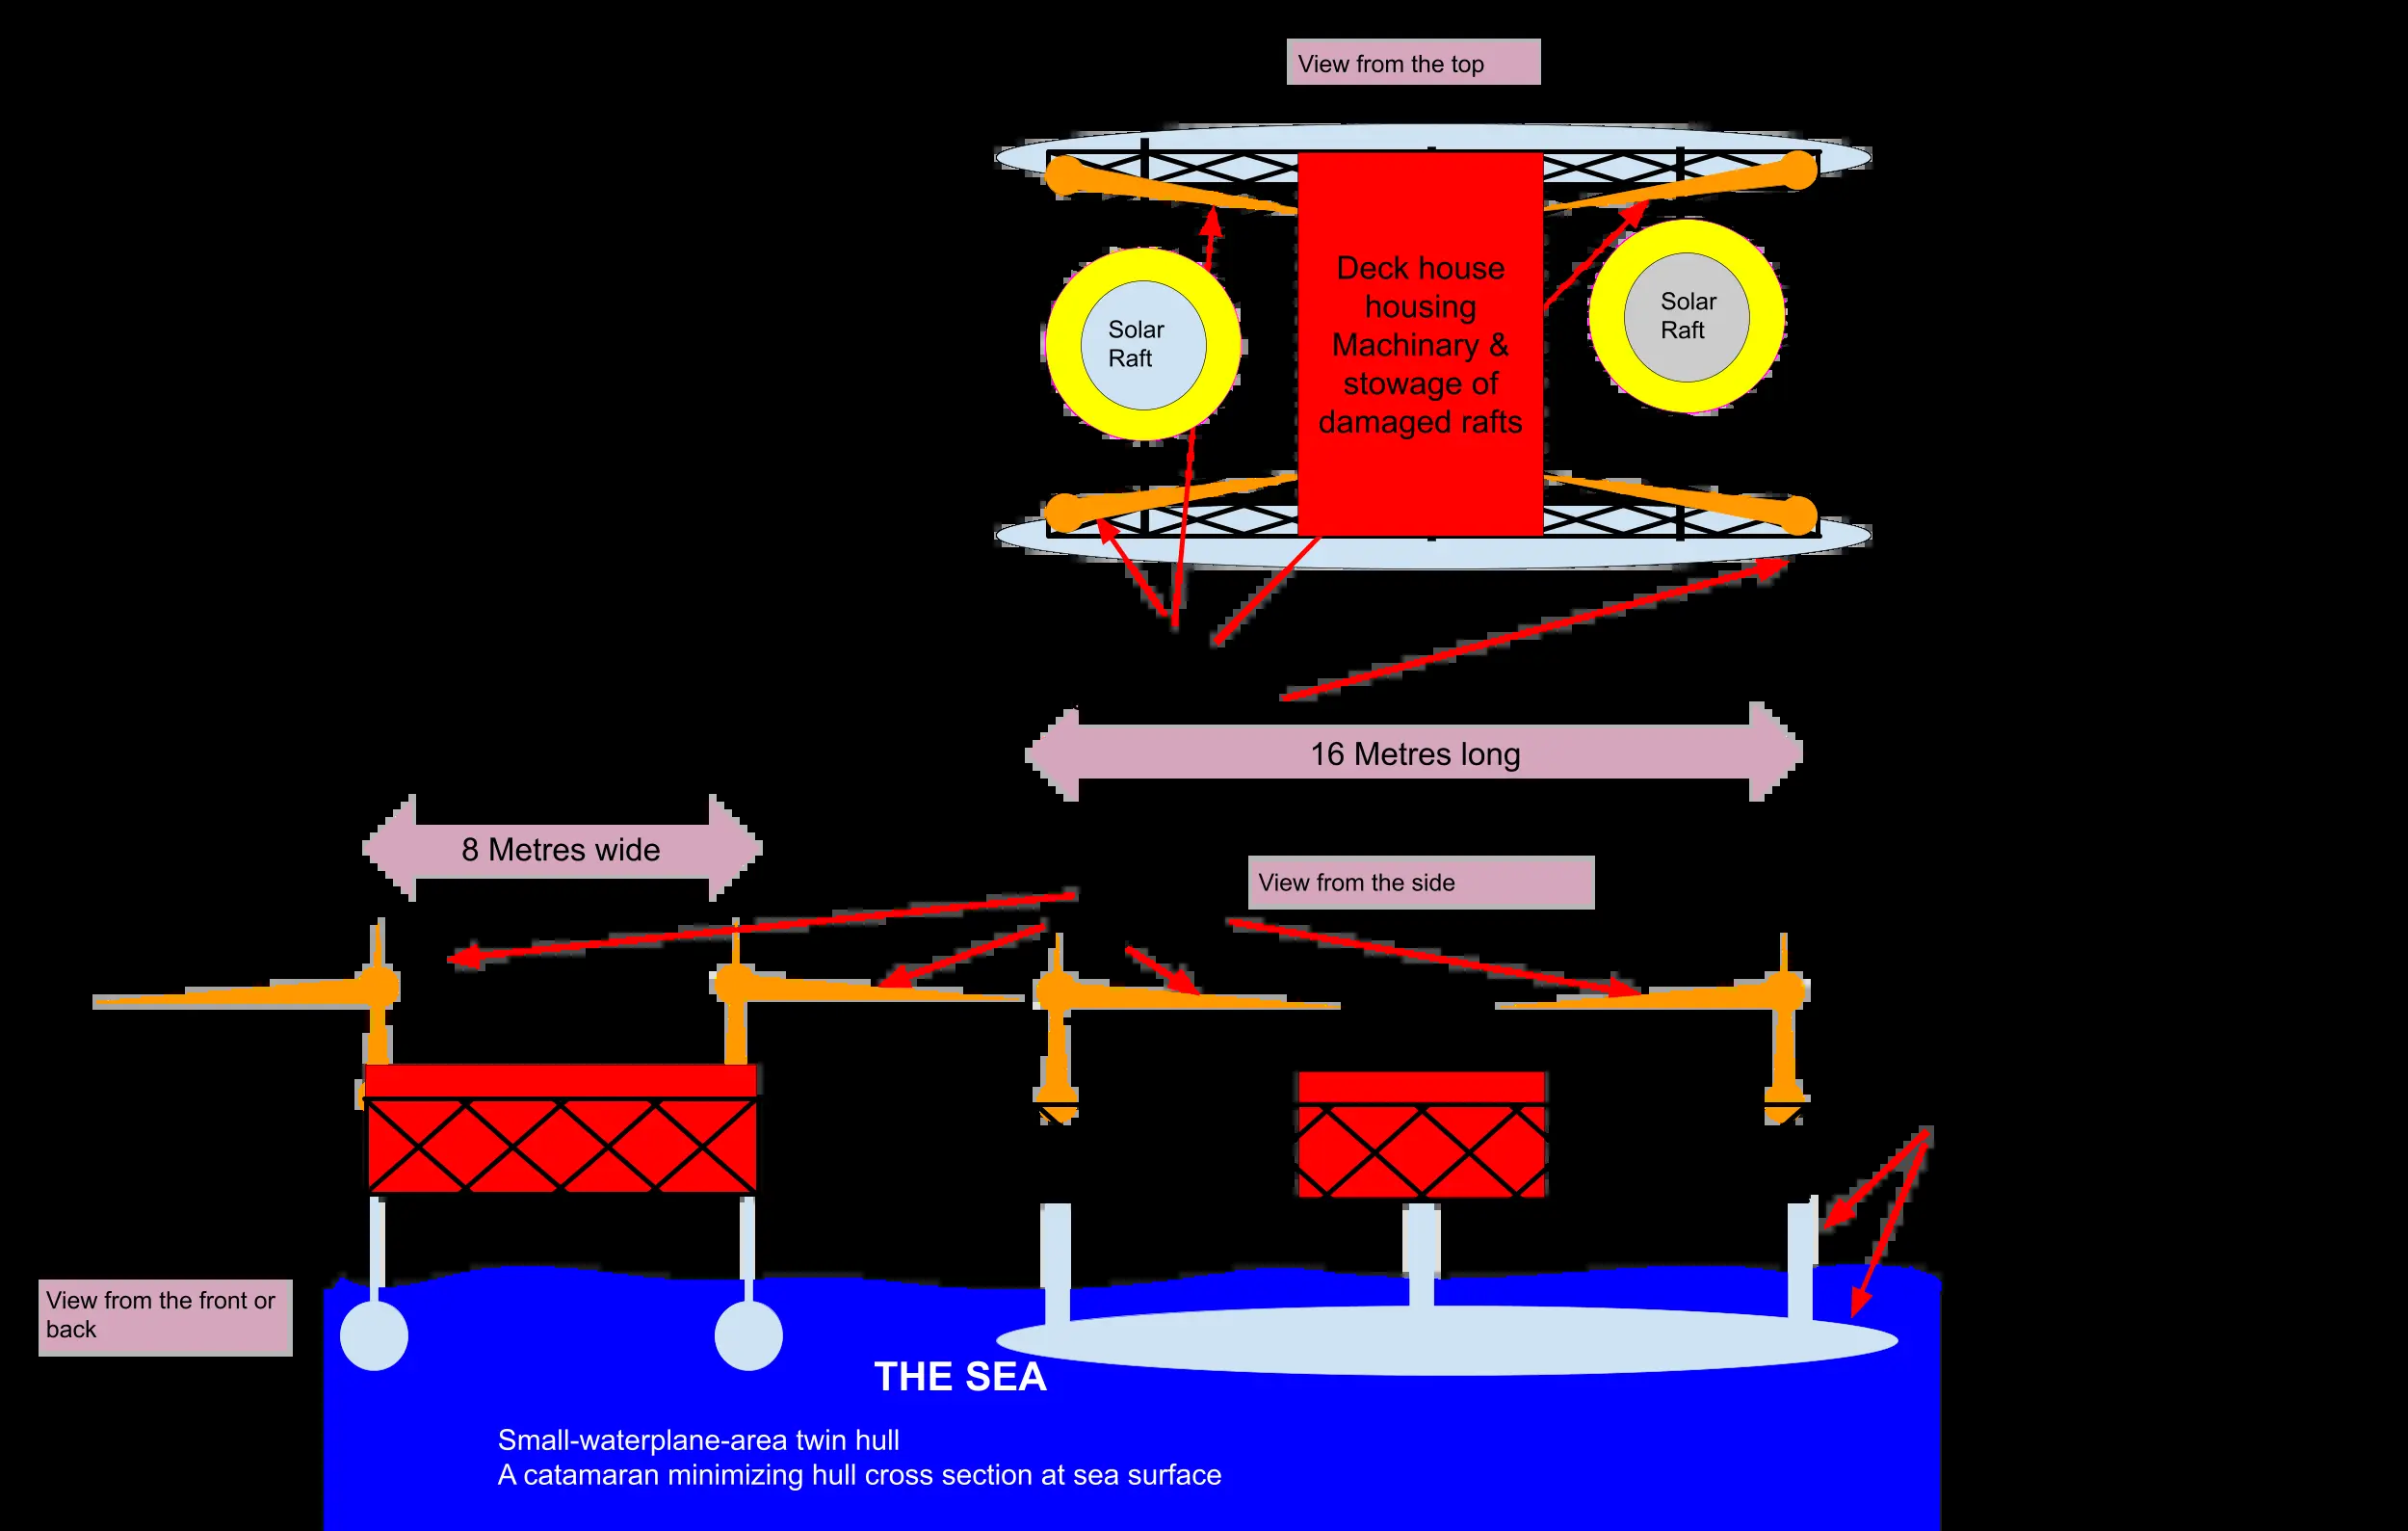 View from the top
Deck house
housing
Machinary &
stowage of
damaged rafts
Solar
Raft
Solar
Raft
16 Metres long
8 Metres wide
View from the side
View from the front or
back
THE SEA
Small-waterplane-area twin hull
A catamaran minimizing hull cross section at sea surface